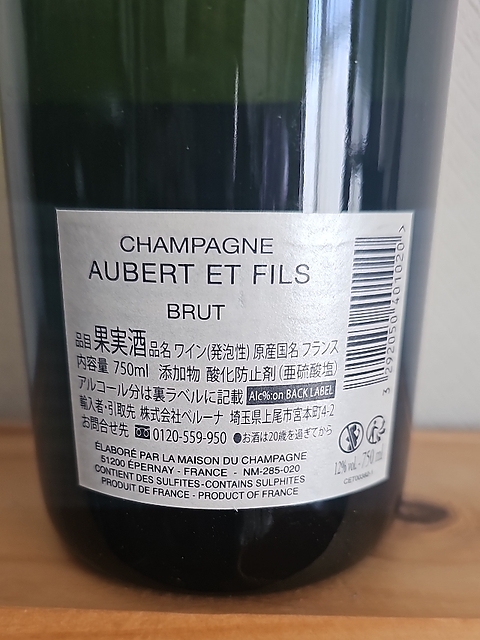 CHAMPAGNE
AUBERT ET FILS
BRUT
品目 果実酒 品名 ワイン(発泡性) 原産国名 フランス
内容量 750ml 添加物 酸化防止剤(亜硫酸塩)
アルコール分は裏ラベルに記載 Alc%:on BACK LABEL
輸入者・引取先 株式会社ベルーナ 埼玉県上尾市宮本町4-2
お問合せ先 0120-559-950 ●お酒は20歳を過ぎてから
ÉLABORÉ PAR LA MAISON DU CHAMPAGNE
51200 ÉPERNAY - FRANCE - NM-285-020
CONTIENT DES SULFITES-CONTAINS SULPHITES
PRODUIT DE FRANCE - PRODUCT OF FRANCE
3 292050 401020 >
12% vol. - 750 ml